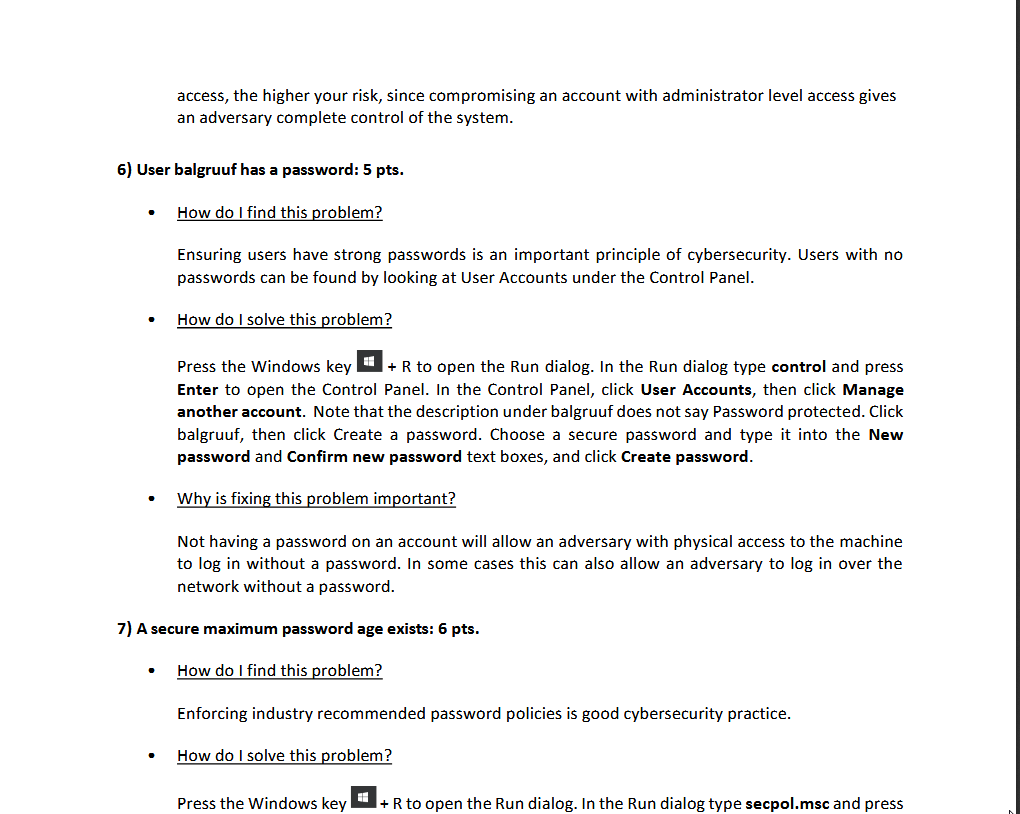 access, the higher your risk, since compromising an account with administrator level access gives
an adversary complete control of the system.
6) User balgruuf has a password: 5 pts.
• How do I find this problem?
Ensuring users have strong passwords is an important principle of cybersecurity. Users with no
passwords can be found by looking at User Accounts under the Control Panel.
• How do I solve this problem?
Press the Windows key + R to open the Run dialog. In the Run dialog type control and press
Enter to open the Control Panel. In the Control Panel, click User Accounts, then click Manage
another account. Note that the description under balgruuf does not say Password protected. Click
balgruuf, then click Create a password. Choose a secure password and type it into the New
password and Confirm new password text boxes, and click Create password.
• Why is fixing this problem important?
Not having a password on an account will allow an adversary with physical access to the machine
to log in without a password. In some cases this can also allow an adversary to log in over the
network without a password.
7) A secure maximum password age exists: 6 pts.
• How do I find this problem?
Enforcing industry recommended password policies is good cybersecurity practice.
• How do I solve this problem?
Press the Windows key + R to open the Run dialog. In the Run dialog type secpol.msc and press